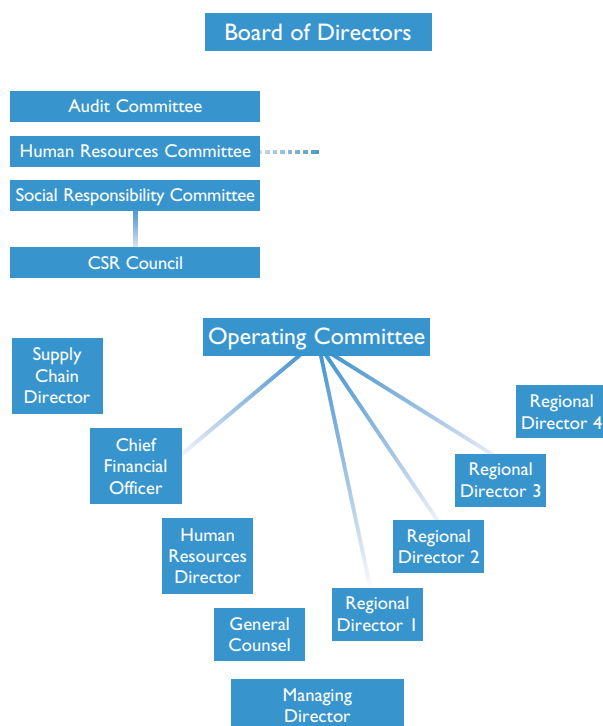 Board of Directors
Audit Committee
Human Resources Committee
Social Responsibility Committee
CSR Council
Operating Committee
Supply
Chain
Director
Regional
Director 4
Chief
Financial
Officer
Regional
Director 3
Human
Resources
Director
Regional
Director 2
General
Counsel
Regional
Director 1
Managing
Director